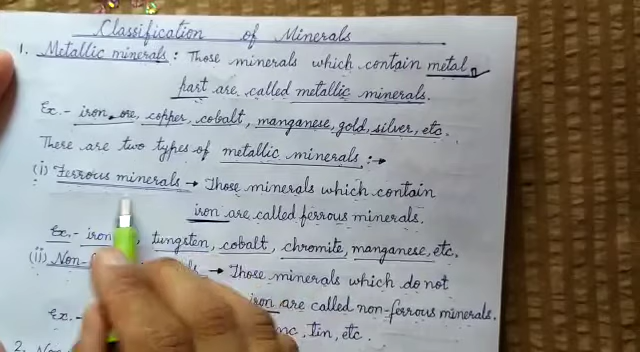 Classification of Minerals
1. Metallic minerals : Those minerals which contain metal
part are called metallic minerals.
Ex.- iron ore, copper, cobalt, manganese, gold, silver, etc.
There are two types of metallic minerals :→
(i) Ferrous minerals → Those minerals which contain
iron are called ferrous minerals.
Ex.- iron, tungsten, cobalt, chromite, manganese, etc.
(ii) Non- → Those minerals which do not
iron are called non-ferrous minerals.
Ex.- tin, etc.
2.